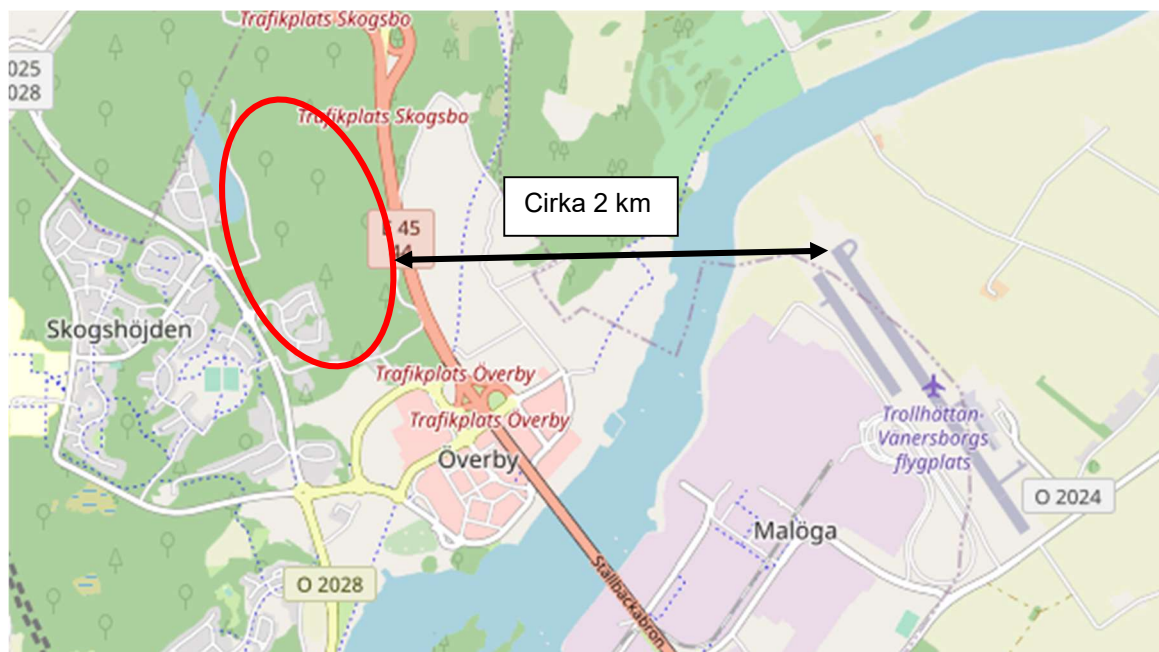 Trafikplats Skogsbo
025
028
Trafikplats Skogsbo
Cirka 2 km
E 45
44
Skogshöjden
Trafikplats Överby
Trafikplats Överby
Överby
Trollhättan-
Vänersborgs
flygplats
O 2024
Malöga
O 2028
Stallbackabron